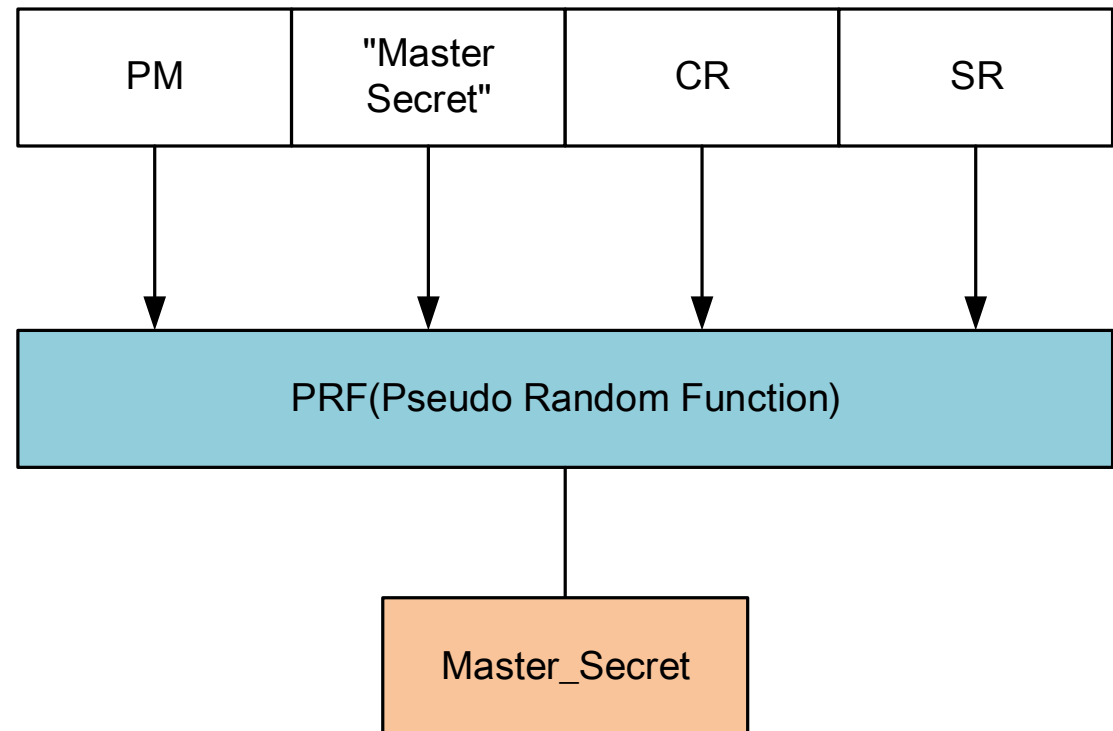 PM
"Master
Secret"
CR
SR
PRF(Pseudo Random Function)
Master_Secret